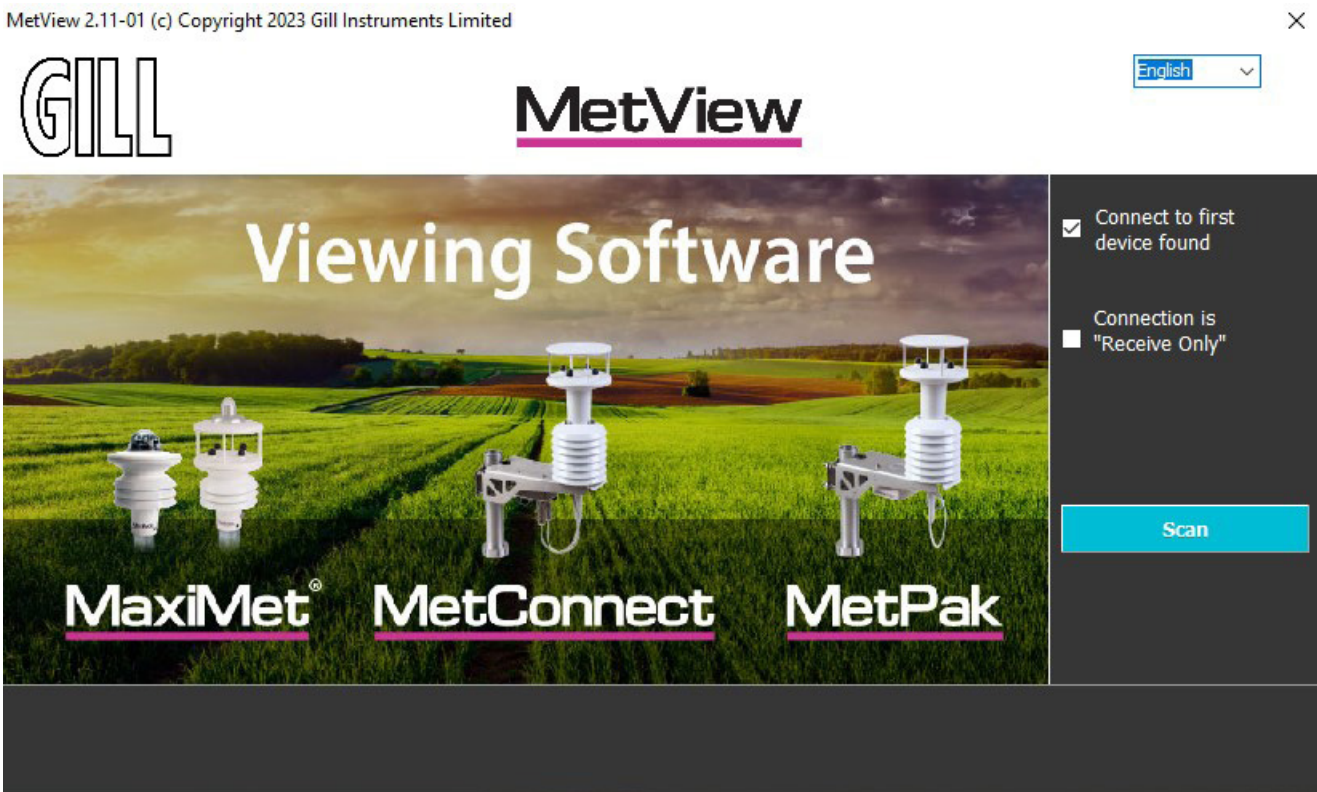 MetView 2.11-01 (c) Copyright 2023 Gill Instruments Limited
GILL
MetView
English
Viewing Software
Connect to first
device found
Connection is
"Receive Only"
Scan
MaxiMet®
MetConnect
MetPak